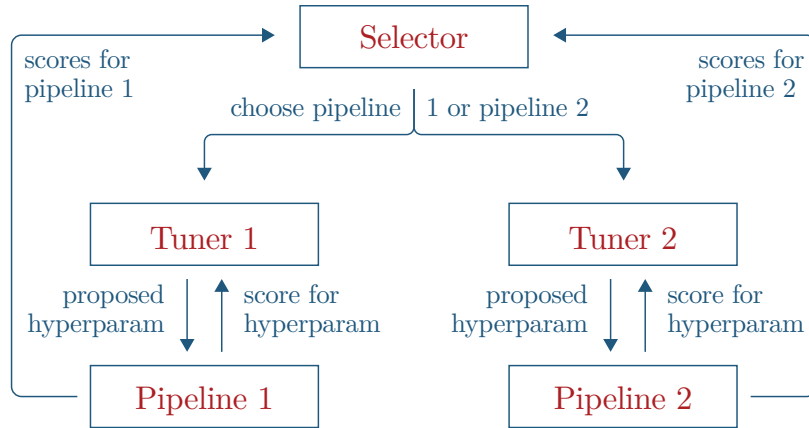 Selector
scores for
pipeline 1
scores for
pipeline 2
choose pipeline 1 or pipeline 2
Tuner 1
Tuner 2
proposed
hyperparam
score for
hyperparam
proposed
hyperparam
score for
hyperparam
Pipeline 1
Pipeline 2